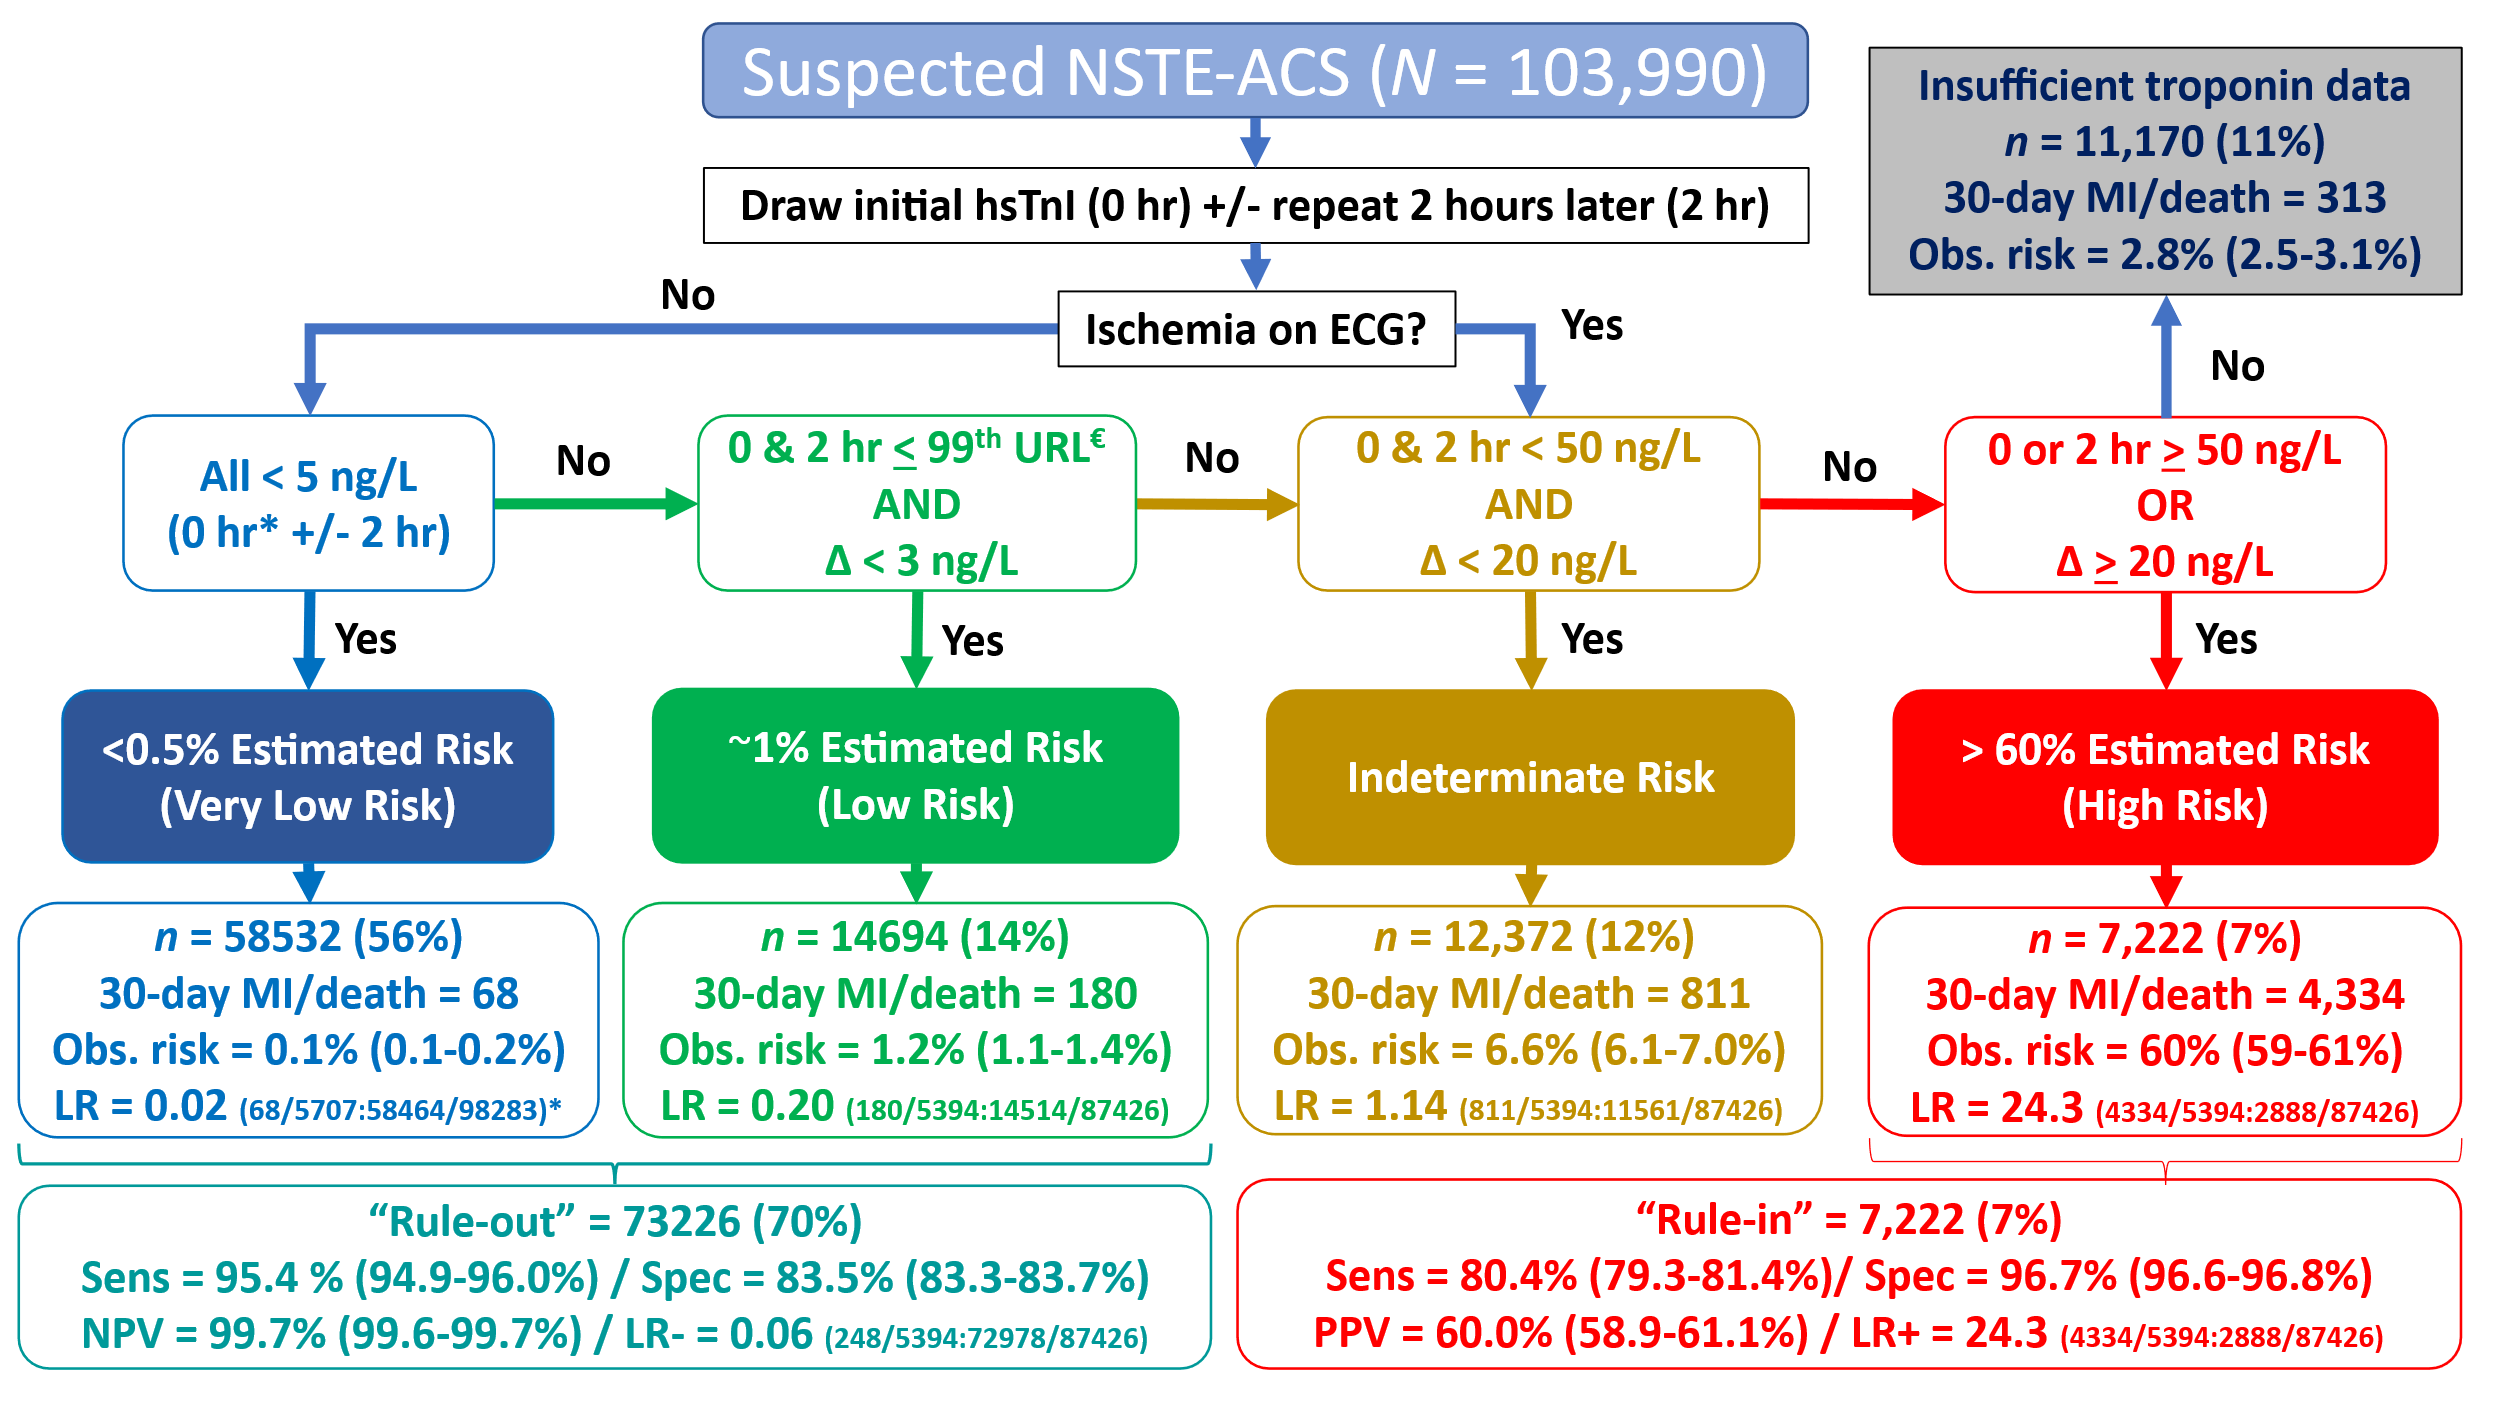 Suspected NSTE-ACS (N = 103,990)
Insufficient troponin data
n = 11,170 (11%)
30-day MI/death = 313
Obs. risk = 2.8% (2.5-3.1%)
Draw initial hsTnI (0 hr) +/- repeat 2 hours later (2 hr)
No
Ischemia on ECG?
Yes
No
All < 5 ng/L
(0 hr* +/- 2 hr)
No
0 & 2 hr ≤ 99th URL€
AND
Δ < 3 ng/L
No
0 & 2 hr < 50 ng/L
AND
Δ < 20 ng/L
No
0 or 2 hr ≥ 50 ng/L
OR
Δ ≥ 20 ng/L
Yes
Yes
Yes
Yes
<0.5% Estimated Risk
(Very Low Risk)
~1% Estimated Risk
(Low Risk)
Indeterminate Risk
> 60% Estimated Risk
(High Risk)
n = 58532 (56%)
30-day MI/death = 68
Obs. risk = 0.1% (0.1-0.2%)
LR = 0.02 (68/5707:58464/98283)*
n = 14694 (14%)
30-day MI/death = 180
Obs. risk = 1.2% (1.1-1.4%)
LR = 0.20 (180/5394:14514/87426)
n = 12,372 (12%)
30-day MI/death = 811
Obs. risk = 6.6% (6.1-7.0%)
LR = 1.14 (811/5394:11561/87426)
n = 7,222 (7%)
30-day MI/death = 4,334
Obs. risk = 60% (59-61%)
LR = 24.3 (4334/5394:2888/87426)
“Rule-out” = 73226 (70%)
Sens = 95.4 % (94.9-96.0%) / Spec = 83.5% (83.3-83.7%)
NPV = 99.7% (99.6-99.7%) / LR- = 0.06 (248/5394:72978/87426)
“Rule-in” = 7,222 (7%)
Sens = 80.4% (79.3-81.4%)/ Spec = 96.7% (96.6-96.8%)
PPV = 60.0% (58.9-61.1%) / LR+ = 24.3 (4334/5394:2888/87426)